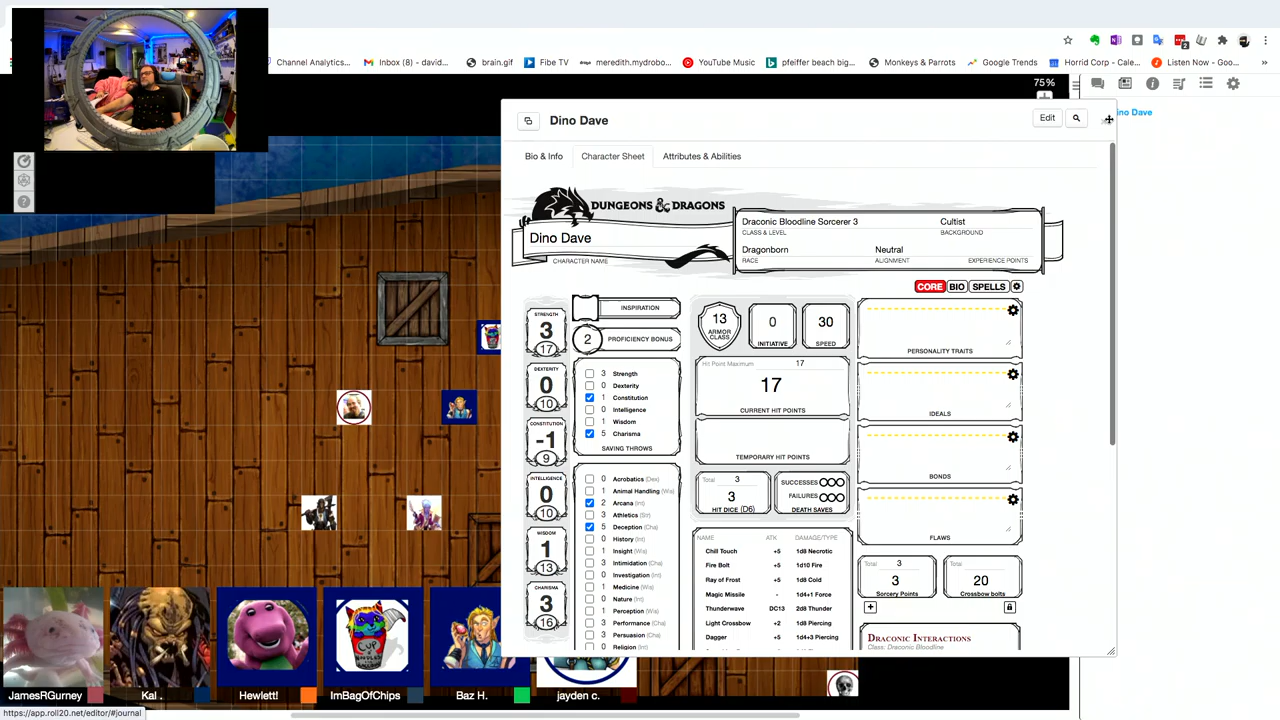 Channel Analytics...
Inbox (8) - david...
brain.gif
Fibe TV
meredith.mydrobo...
YouTube Music
pfeiffer beach big...
Monkeys & Parrots
Google Trends
Horrid Corp - Cale...
Listen Now - Goo...
75%
Dino Dave
Edit
ino Dave
Bio & Info
Character Sheet
Attributes & Abilities
DUNGEONS & DRAGONS
Draconic Bloodline Sorcerer 3
Cultist
CLASS & LEVEL
BACKGROUND
Dino Dave
Dragonborn
Neutral
CHARACTER NAME
RACE
ALIGNMENT
EXPERIENCE POINTS
CORE
BIO
SPELLS
STRENGTH
3
17
DEXTERITY
0
10
CONSTITUTION
-1
9
INTELLIGENCE
0
10
WISDOM
1
13
CHARISMA
3
16
INSPIRATION
2
PROFICIENCY BONUS
3 Strength
0 Dexterity
1 Constitution
0 Intelligence
1 Wisdom
5 Charisma
SAVING THROWS
0 Acrobatics (Dex)
1 Animal Handling (Wis)
2 Arcana (Int)
3 Athletics (Str)
5 Deception (Cha)
0 History (Int)
1 Insight (Wis)
3 Intimidation (Cha)
0 Investigation (Int)
1 Medicine (Wis)
0 Nature (Int)
1 Perception (Wis)
3 Performance (Cha)
3 Persuasion (Cha)
0 Religion (Int)
13
ARMOR
CLASS
0
INITIATIVE
30
SPEED
Hit Point Maximum 17
17
CURRENT HIT POINTS
TEMPORARY HIT POINTS
Total 3
3
HIT DICE (D6)
SUCCESSES
FAILURES
DEATH SAVES
NAME ATK DAMAGE/TYPE
Chill Touch +5 1d8 Necrotic
Fire Bolt +5 1d10 Fire
Ray of Frost +5 1d8 Cold
Magic Missile - 1d4+1 Force
Thunderwave DC13 2d8 Thunder
Light Crossbow +2 1d8 Piercing
Dagger +5 1d4+3 Piercing
PERSONALITY TRAITS
IDEALS
BONDS
FLAWS
Total 3
3
Sorcery Points
Total
20
Crossbow bolts
DRACONIC INTERACTIONS
Class: Draconic Bloodline
CUP
JamesRGurney
Kal .
Hewlett!
ImBagOfChips
Baz H.
jayden c.
https://app.roll20.net/editor/#journal